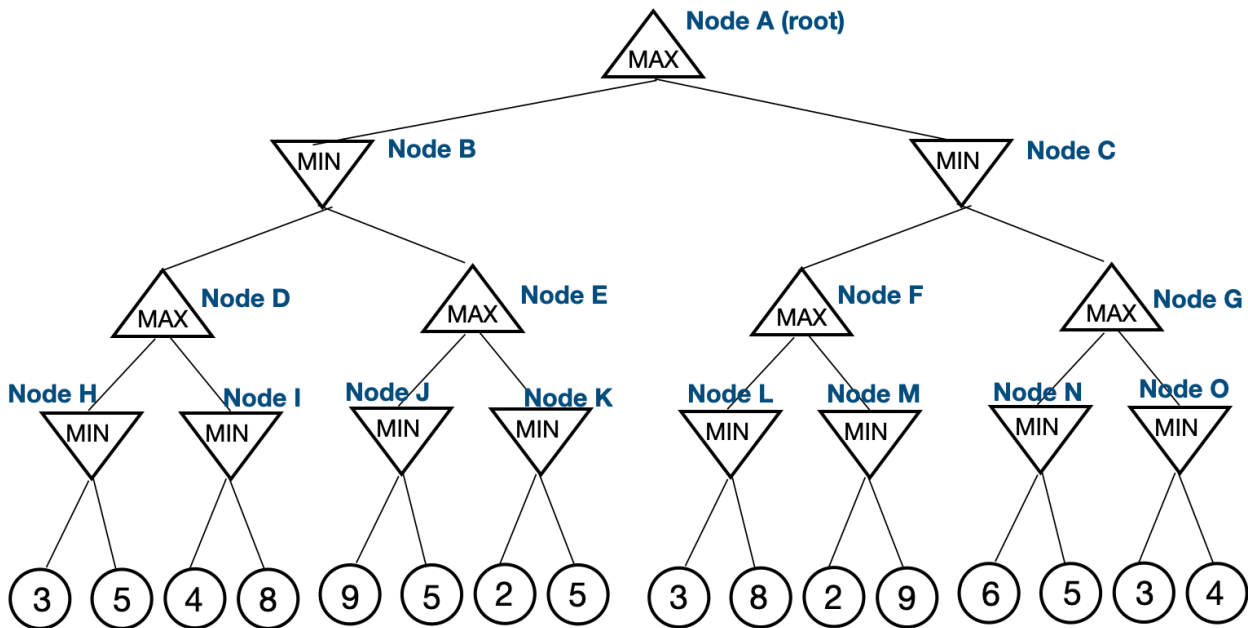 Node A (root)
MAX
MIN
Node B
MIN
Node C
MAX
Node D
MAX
Node E
MAX
Node F
MAX
Node G
Node H
Node I
Node J
Node K
Node L
Node M
Node N
Node O
MIN
MIN
MIN
MIN
MIN
MIN
MIN
MIN
3
5
4
8
9
5
2
5
3
8
2
9
6
5
3
4